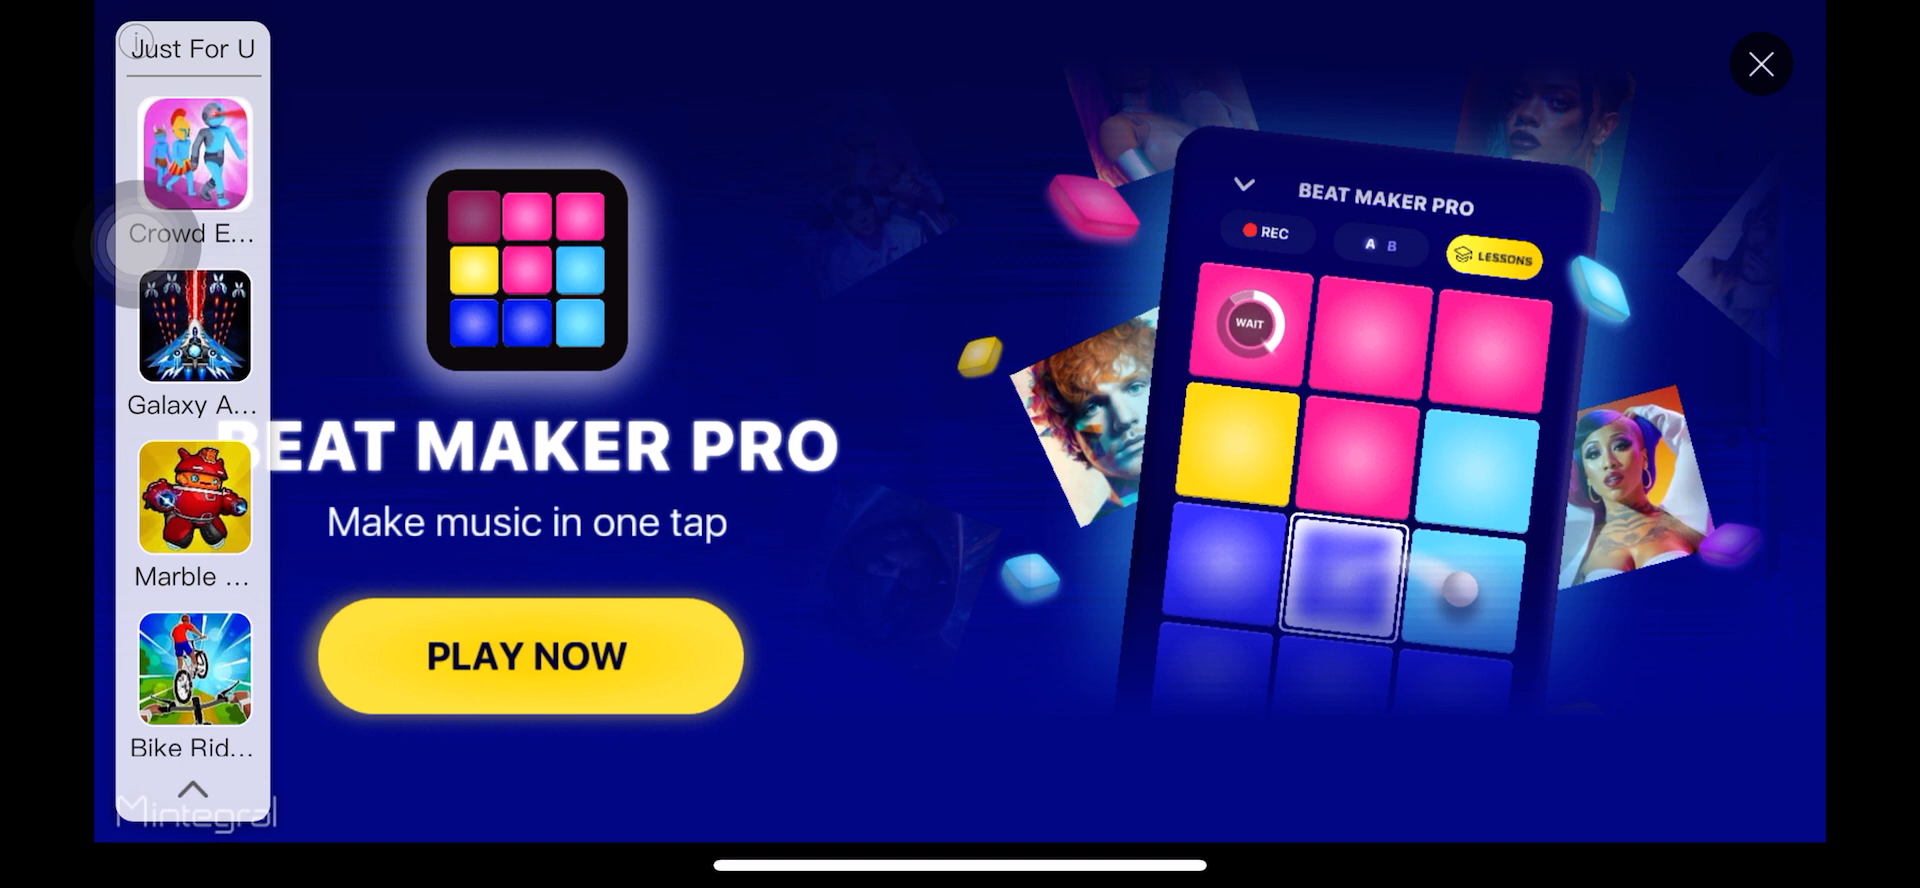 Just For U
Crowd E...
Galaxy A...
Marble ...
Bike Rid...
Mintegral
BEAT MAKER PRO
Make music in one tap
PLAY NOW
BEAT MAKER PRO
REC
A B
LESSONS
WAIT